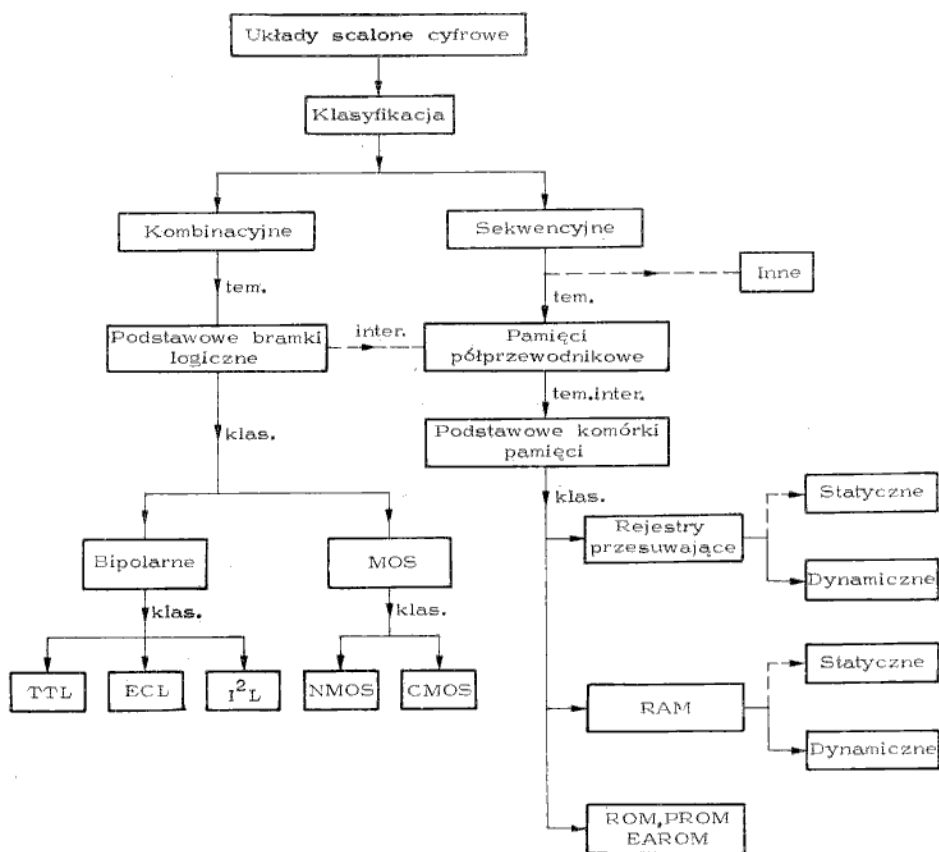 Układy scalone cyfrowe
Klasyfikacja
Kombinacyjne
Sekwencyjne
Inne
tem.
tem.
Podstawowe bramki
logiczne
inter.
Pamięci
półprzewodnikowe
tem.inter.
klas.
Podstawowe komórki
pamięci
klas.
Statyczne
Rejestry
przesuwające
Dynamiczne
Bipolarne
MOS
klas.
klas.
TTL
ECL
I²L
NMOS
CMOS
Statyczne
RAM
Dynamiczne
ROM, PROM
EAROM